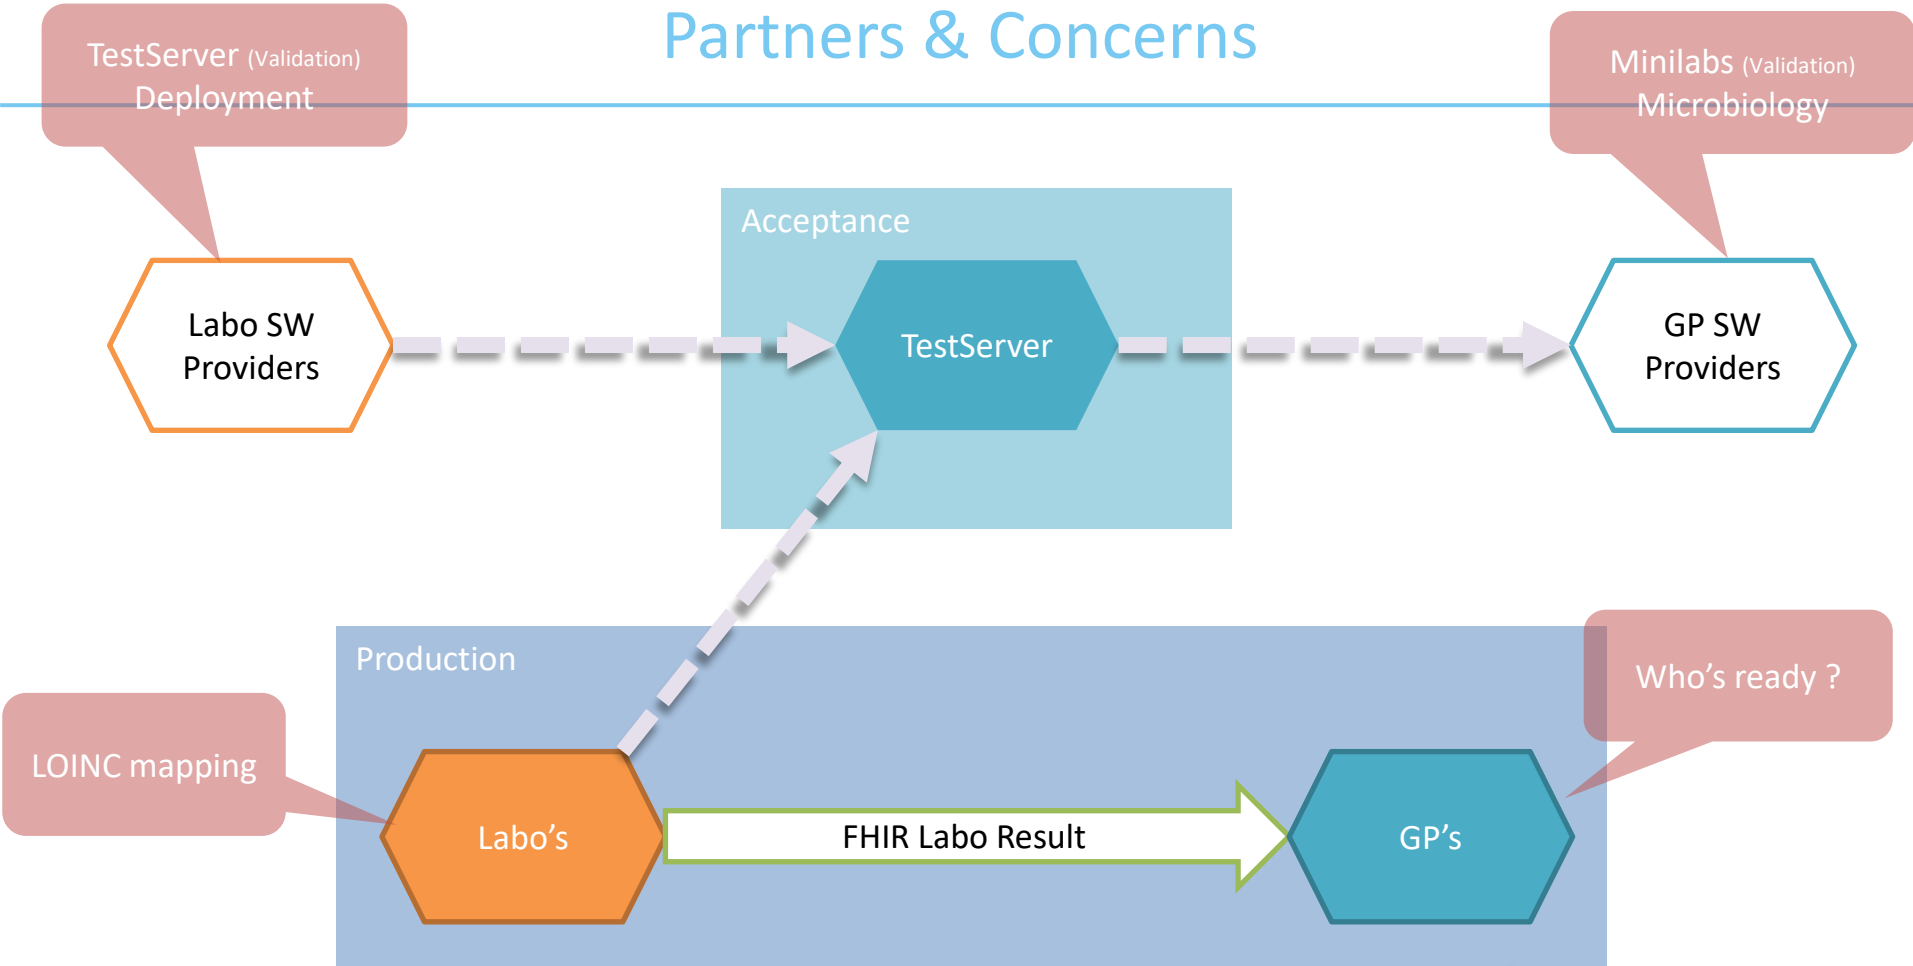 Partners & Concerns
TestServer (Validation)
Deployment
Minilabs (Validation)
Microbiology
Acceptance
Labo SW
Providers
TestServer
GP SW
Providers
Production
Who’s ready ?
LOINC mapping
Labo’s
FHIR Labo Result
GP’s